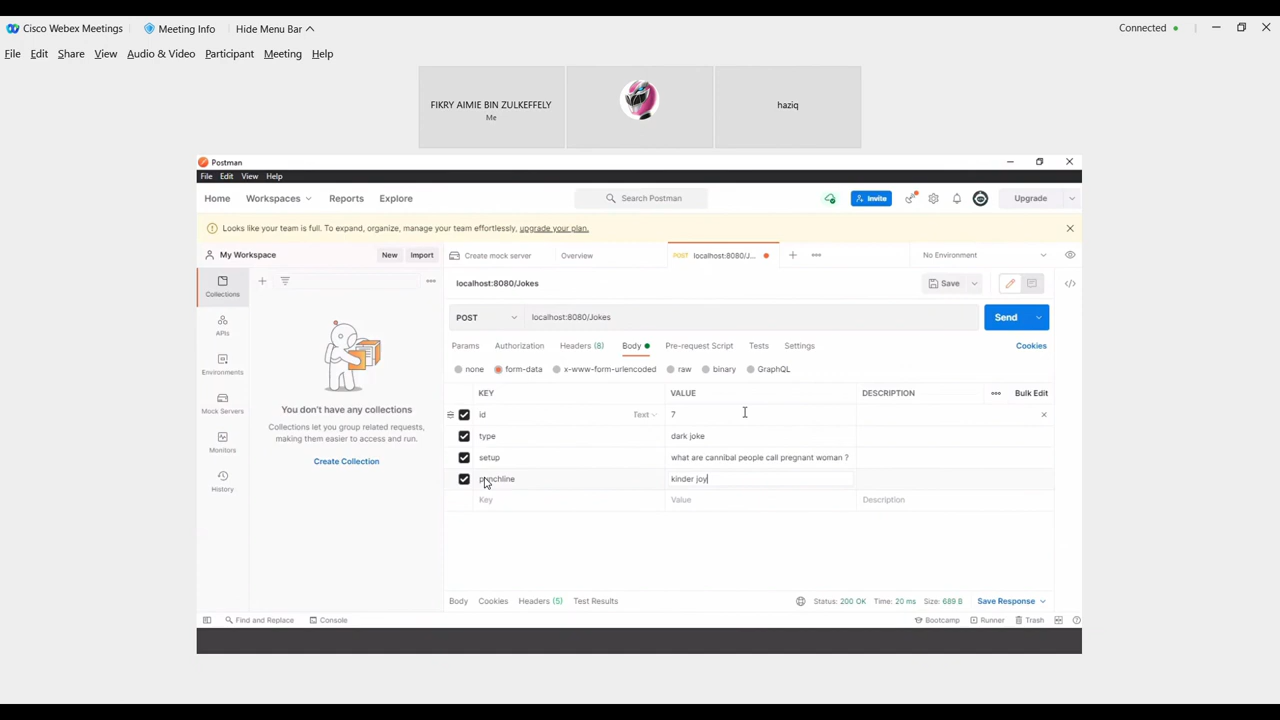 Cisco Webex Meetings Meeting Info Hide Menu Bar Connected
File Edit Share View Audio & Video Participant Meeting Help
FIKRY AIMIE BIN ZULKEFFELY
Me
haziq
Postman
File Edit View Help
Home Workspaces Reports Explore Search Postman Invite Upgrade
Looks like your team is full. To expand, organize, manage your team effortlessly, upgrade your plan.
My Workspace New Import Create mock server Overview POST localhost:8080/J... No Environment
Collections
APIs
Environments
Mock Servers
Monitors
History
You don't have any collections
Collections let you group related requests,
making them easier to access and run.
Create Collection
localhost:8080/Jokes Save
POST localhost:8080/Jokes Send
Params Authorization Headers (8) Body Pre-request Script Tests Settings Cookies
none form-data x-www-form-urlencoded raw binary GraphQL
KEY VALUE DESCRIPTION Bulk Edit
id Text 7
type dark joke
setup what are cannibal people call pregnant woman ?
punchline kinder joy
Key Value Description
Body Cookies Headers (5) Test Results Status: 200 OK Time: 20 ms Size: 689 B Save Response
Find and Replace Console Bootcamp Runner Trash